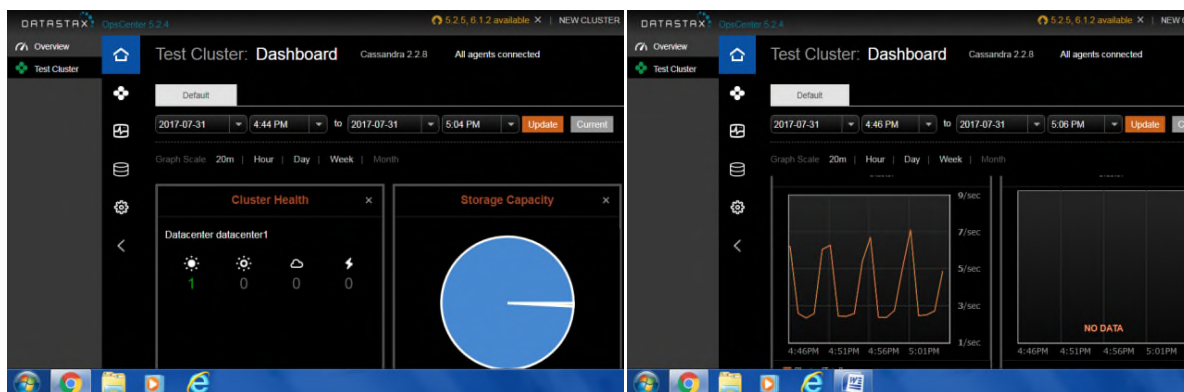 DATASTAX OpsCenter 5.2.4 5.2.5, 6.1.2 available × | NEW CLUSTER
Overview
Test Cluster
Test Cluster: Dashboard Cassandra 2.2.8 All agents connected
Default
2017-07-31 4:44 PM to 2017-07-31 5:04 PM Update Current
Graph Scale 20m | Hour | Day | Week | Month
Cluster Health ×
Storage Capacity ×
Datacenter datacenter1
1 0 0 0
DATASTAX OpsCenter 5.2.4 5.2.5, 6.1.2 available × | NEW
Overview
Test Cluster
Test Cluster: Dashboard Cassandra 2.2.8 All agents connected
Default
2017-07-31 4:46 PM to 2017-07-31 5:06 PM Update
Graph Scale 20m | Hour | Day | Week | Month
9/sec
7/sec
5/sec
3/sec
1/sec
4:46PM 4:51PM 4:56PM 5:01PM
NO DATA
4:46PM 4:51PM 4:56PM 5:01PM